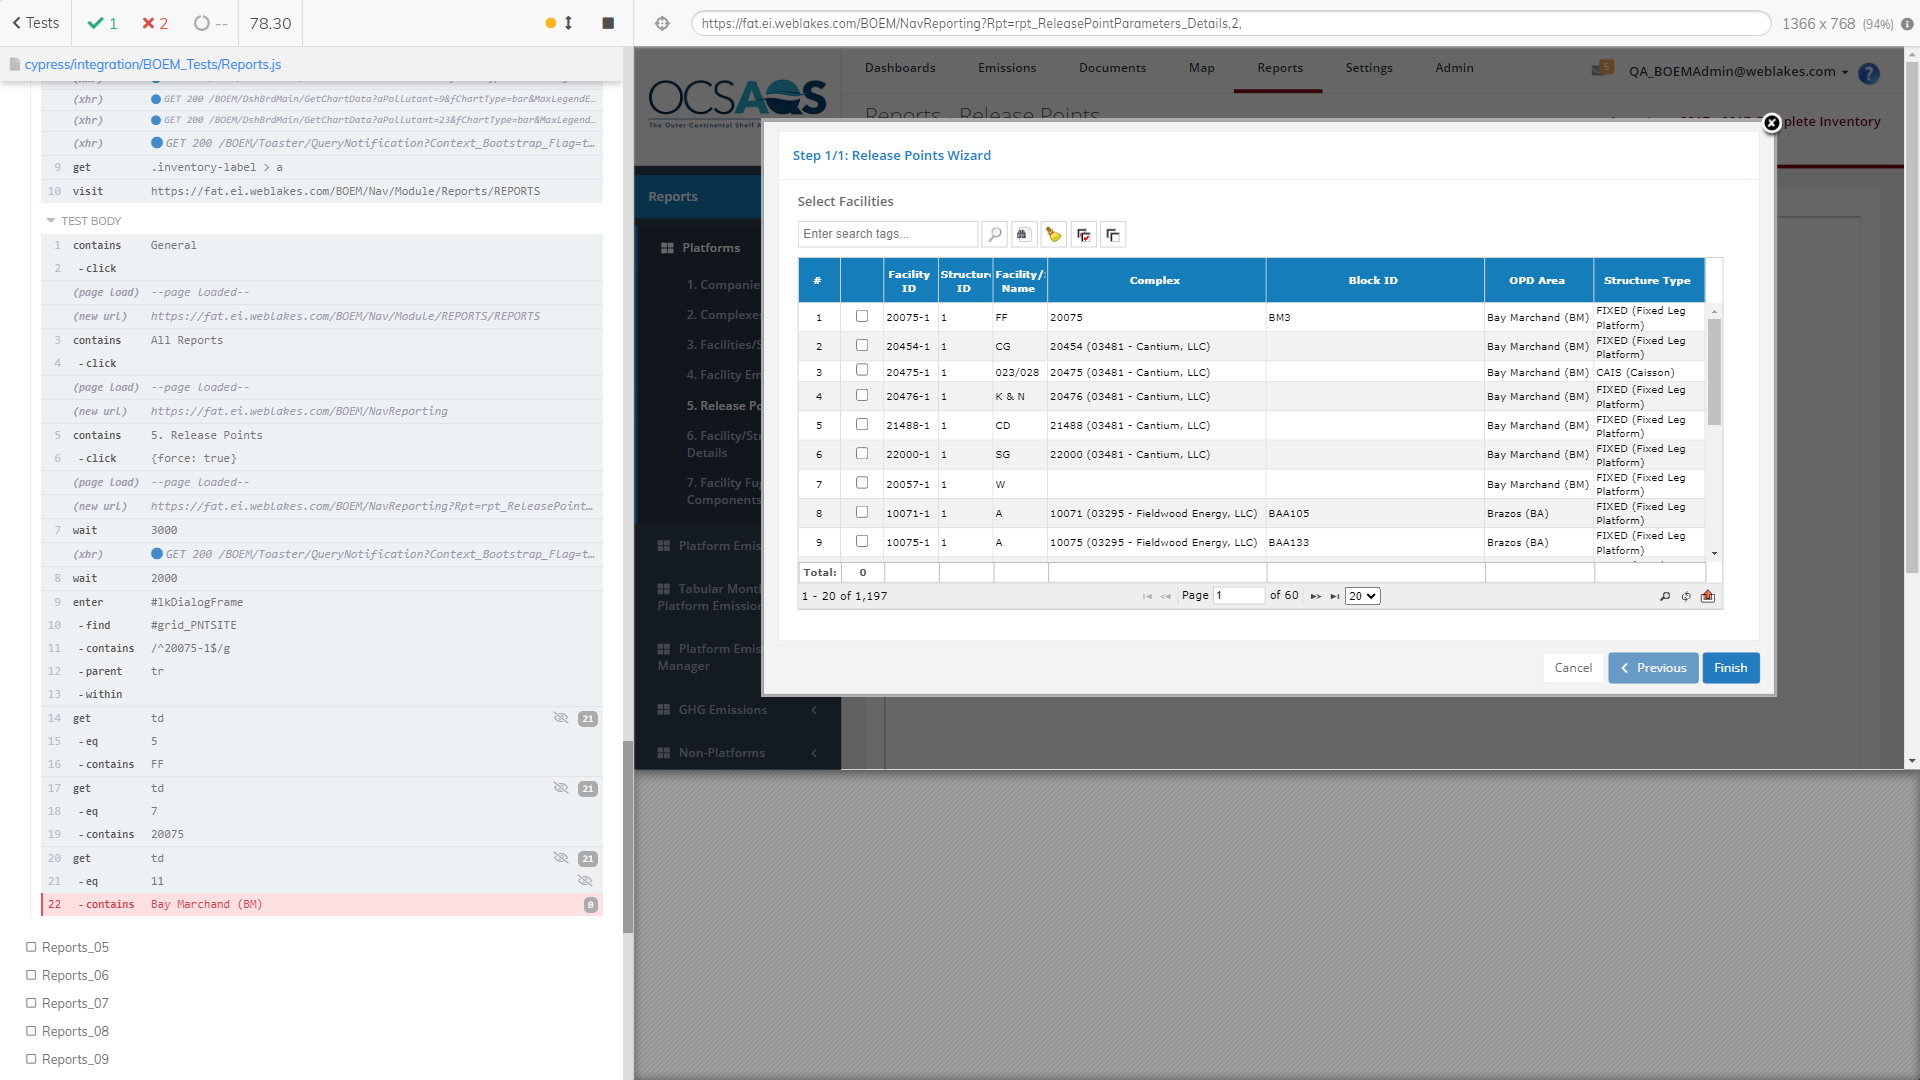 Tests
1
2
--
78.30
https://fat.ei.weblakes.com/BOEM/NavReporting?Rpt=rpt_ReleasePointParameters_Details,2,
1366 x 768 (94%)
cypress/integration/BOEM_Tests/Reports.js
(xhr) GET 200 /BOEM/DshBrdMain/GetChartData?aPollutant=9&fChartType=bar&MaxLegendE...
(xhr) GET 200 /BOEM/DshBrdMain/GetChartData?aPollutant=23&fChartType=bar&MaxLegend...
(xhr) GET 200 /BOEM/Toaster/QueryNotification?Context_Bootstrap_Flag=t...
9 get .inventory-label > a
10 visit https://fat.ei.weblakes.com/BOEM/Nav/Module/Reports/REPORTS
TEST BODY
1 contains General
2 -click
(page load) --page loaded--
(new url) https://fat.ei.weblakes.com/BOEM/Nav/Module/REPORTS/REPORTS
3 contains All Reports
4 -click
(page load) --page loaded--
(new url) https://fat.ei.weblakes.com/BOEM/NavReporting
5 contains 5. Release Points
6 -click {force: true}
(page load) --page loaded--
(new url) https://fat.ei.weblakes.com/BOEM/NavReporting?Rpt=rpt_ReleasePoint...
7 wait 3000
(xhr) GET 200 /BOEM/Toaster/QueryNotification?Context_Bootstrap_Flag=t...
8 wait 2000
9 enter #lkDialogFrame
10 -find #grid_PNTSITE
11 -contains /^20075-1$/g
12 -parent tr
13 -within
14 get td 21
15 -eq 5
16 -contains FF
17 get td 21
18 -eq 7
19 -contains 20075
20 get td 21
21 -eq 11
22 -contains Bay Marchand (BM) 0
Reports_05
Reports_06
Reports_07
Reports_08
Reports_09
OCSAQS
The Outer Continental Shelf A
Dashboards Emissions Documents Map Reports Settings Admin
5
QA_BOEMAdmin@weblakes.com
?
Reports - Release Points
plete Inventory
Reports
Platforms
1. Companie
2. Complexes
3. Facilities/S
4. Facility Em
5. Release Po
6. Facility/Str
Details
7. Facility Fug
Components
Platform Emis
Tabular Month
Platform Emission
Platform Emis
Manager
GHG Emissions
Non-Platforms
Step 1/1: Release Points Wizard
Select Facilities
Enter search tags...
# Facility ID Structure ID Facility/ Name Complex Block ID OPD Area Structure Type
1 20075-1 1 FF 20075 BM3 Bay Marchand (BM) FIXED (Fixed Leg Platform)
2 20454-1 1 CG 20454 (03481 - Cantium, LLC) Bay Marchand (BM) FIXED (Fixed Leg Platform)
3 20475-1 1 023/028 20475 (03481 - Cantium, LLC) Bay Marchand (BM) CAIS (Caisson)
4 20476-1 1 K & N 20476 (03481 - Cantium, LLC) Bay Marchand (BM) FIXED (Fixed Leg Platform)
5 21488-1 1 CD 21488 (03481 - Cantium, LLC) Bay Marchand (BM) FIXED (Fixed Leg Platform)
6 22000-1 1 SG 22000 (03481 - Cantium, LLC) Bay Marchand (BM) FIXED (Fixed Leg Platform)
7 20057-1 1 W Bay Marchand (BM) FIXED (Fixed Leg Platform)
8 10071-1 1 A 10071 (03295 - Fieldwood Energy, LLC) BAA105 Brazos (BA) FIXED (Fixed Leg Platform)
9 10075-1 1 A 10075 (03295 - Fieldwood Energy, LLC) BAA133 Brazos (BA) FIXED (Fixed Leg Platform)
Total: 0
1 - 20 of 1,197
Page 1 of 60
20
Cancel
Previous
Finish